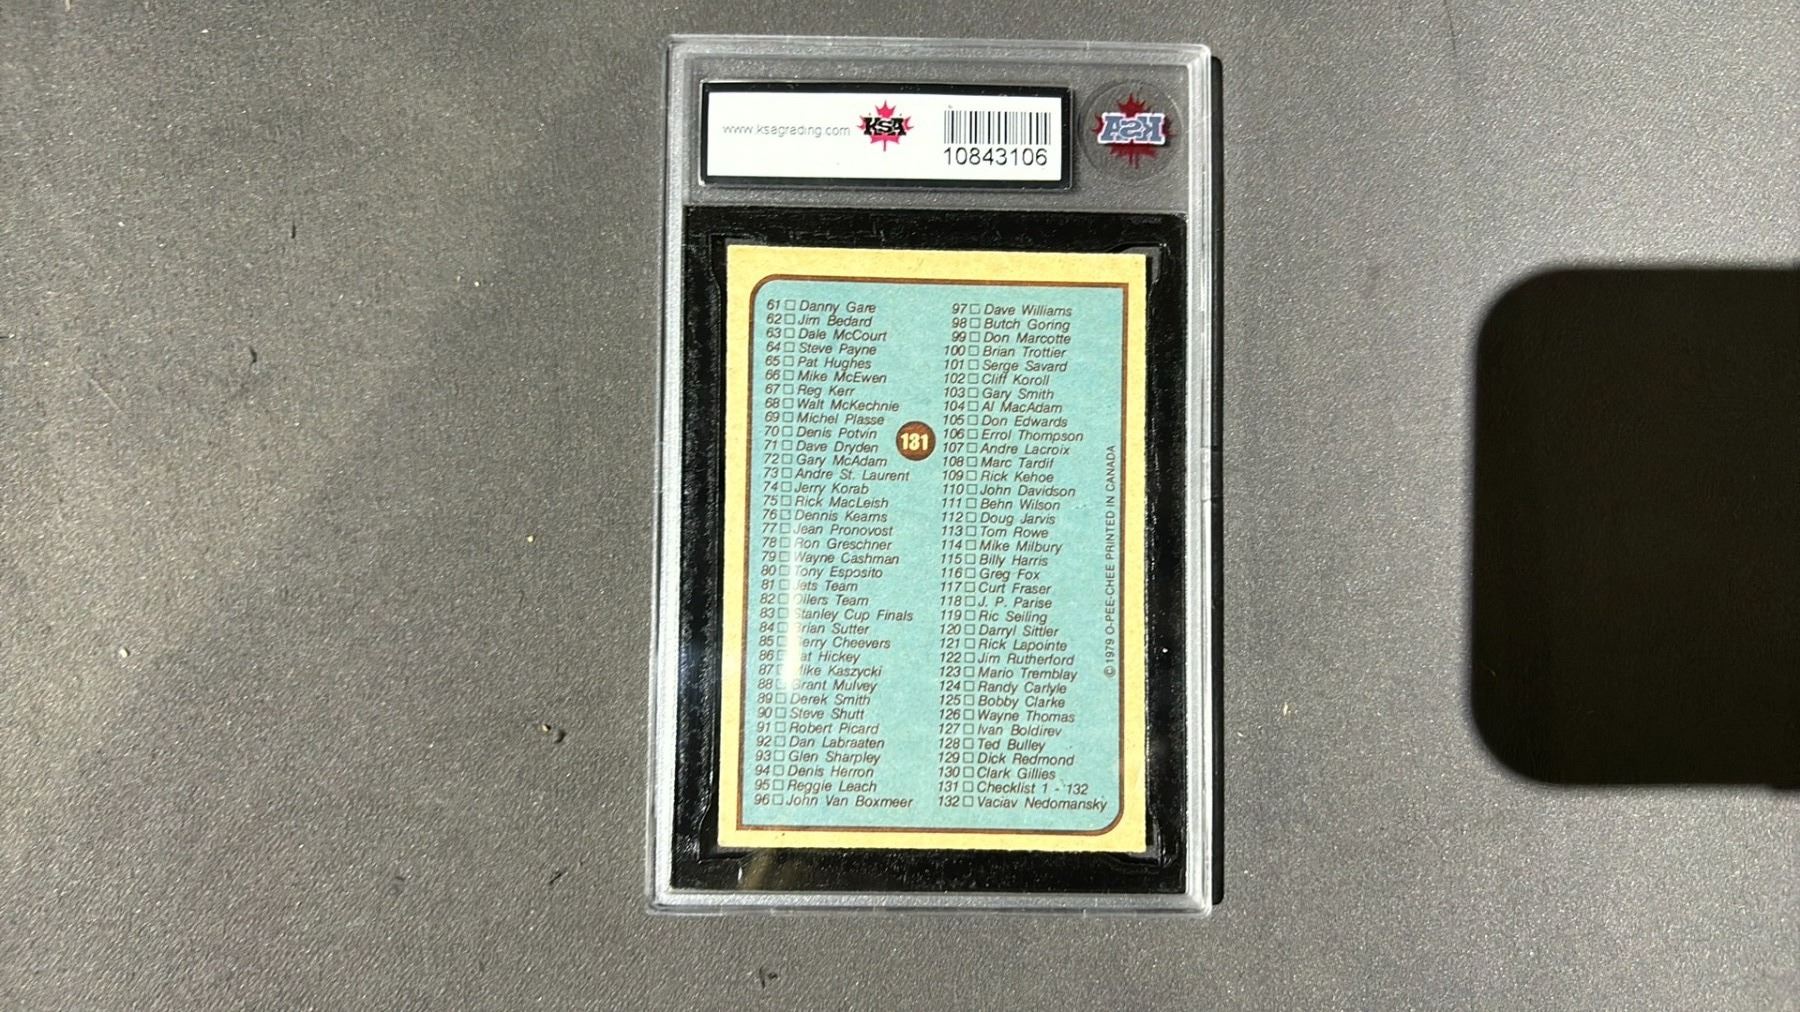 www.ksagrading.com
KSA
10843106
KSA
61 ☐ Danny Gare
62 ☐ Jim Bedard
63 ☐ Dale McCourt
64 ☐ Steve Payne
65 ☐ Pat Hughes
66 ☐ Mike McEwen
67 ☐ Reg Kerr
68 ☐ Walt McKechnie
69 ☐ Michel Plasse
70 ☐ Denis Potvin
71 ☐ Dave Dryden
72 ☐ Gary McAdam
73 ☐ Andre St. Laurent
74 ☐ Jerry Korab
75 ☐ Rick MacLeish
76 ☐ Dennis Kearns
77 ☐ Jean Pronovost
78 ☐ Ron Greschner
79 ☐ Wayne Cashman
80 ☐ Tony Esposito
81 ☐ Jets Team
82 ☐ Oilers Team
83 ☐ Stanley Cup Finals
84 ☐ Brian Sutter
85 ☐ Gerry Cheevers
86 ☐ Pat Hickey
87 ☐ Mike Kaszycki
88 ☐ Grant Mulvey
89 ☐ Derek Smith
90 ☐ Steve Shutt
91 ☐ Robert Picard
92 ☐ Dan Labraaten
93 ☐ Glen Sharpley
94 ☐ Denis Herron
95 ☐ Reggie Leach
96 ☐ John Van Boxmeer
131
97 ☐ Dave Williams
98 ☐ Butch Goring
99 ☐ Don Marcotte
100 ☐ Brian Trottier
101 ☐ Serge Savard
102 ☐ Cliff Koroll
103 ☐ Gary Smith
104 ☐ Al MacAdam
105 ☐ Don Edwards
106 ☐ Errol Thompson
107 ☐ Andre Lacroix
108 ☐ Marc Tardif
109 ☐ Rick Kehoe
110 ☐ John Davidson
111 ☐ Behn Wilson
112 ☐ Doug Jarvis
113 ☐ Tom Rowe
114 ☐ Mike Milbury
115 ☐ Billy Harris
116 ☐ Greg Fox
117 ☐ Curt Fraser
118 ☐ J. P. Parise
119 ☐ Ric Seiling
120 ☐ Darryl Sittler
121 ☐ Rick Lapointe
122 ☐ Jim Rutherford
123 ☐ Mario Tremblay
124 ☐ Randy Carlyle
125 ☐ Bobby Clarke
126 ☐ Wayne Thomas
127 ☐ Ivan Boldirev
128 ☐ Ted Bulley
129 ☐ Dick Redmond
130 ☐ Clark Gillies
131 ☐ Checklist 1 - 132
132 ☐ Vaclav Nedomansky
© 1979 O-PEE-CHEE PRINTED IN CANADA